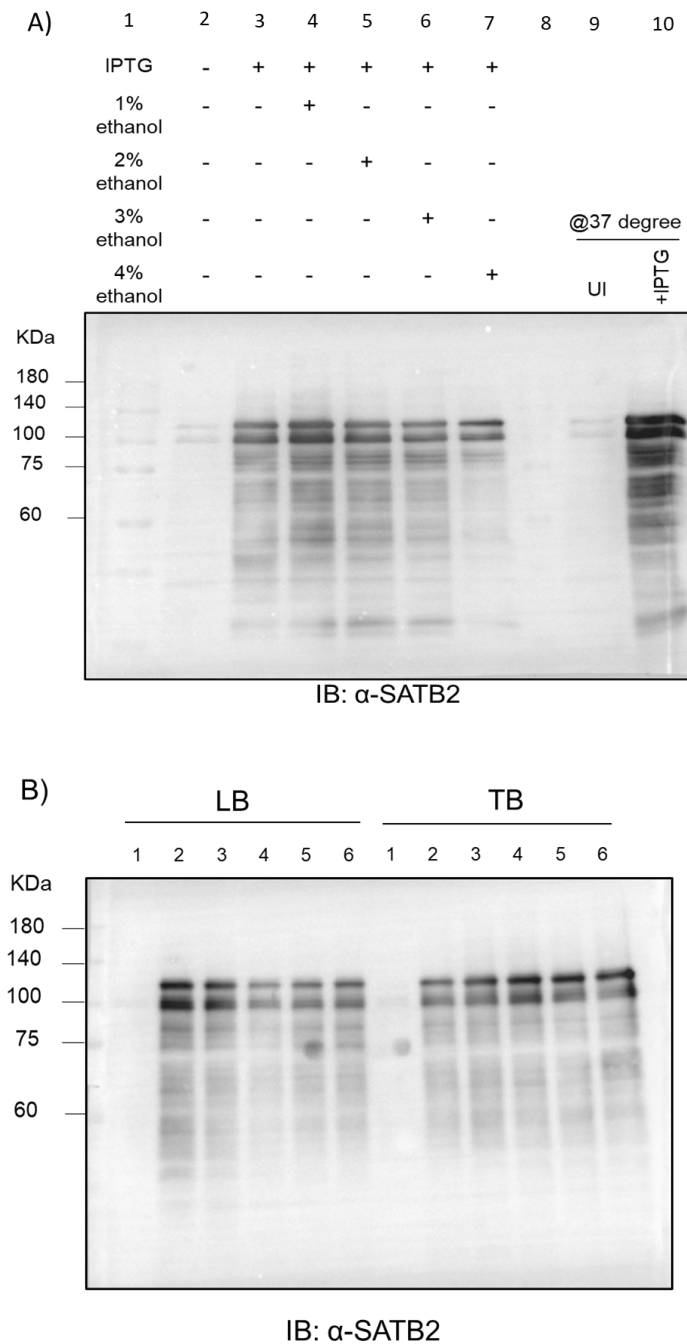 A)
1 2 3 4 5 6 7 8 9 10
IPTG - + + + + +
1% ethanol - - + - - -
2% ethanol - - - + - -
3% ethanol - - - - + -
4% ethanol - - - - - +
@37 degree
UI +IPTG
KDa
180
140
100
75
60
IB: α-SATB2
B)
LB TB
1 2 3 4 5 6 1 2 3 4 5 6
KDa
180
140
100
75
60
IB: α-SATB2